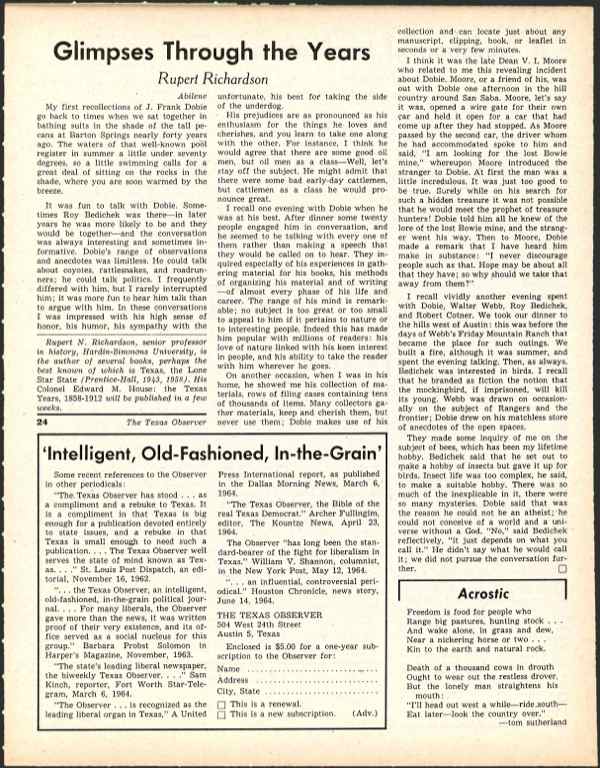 Glimpses Through the Years
Rupert Richardson
Abilene
My first recollections of J. Frank Dobie
go back to times when we sat together in
bathing suits in the shade of the tall pe-
cans at Barton Springs nearly forty years
ago. The waters of that well-known pool
register in summer a little under seventy
degrees, so a little swimming calls for a
great deal of sitting on the rocks in the
shade, where you are soon warmed by the
breeze.
It was fun to talk with Dobie. Some-
times Roy Bedichek was there—in later
years he was more likely to be and they
would be together—and the conversation
was always interesting and sometimes in-
formative. Dobie's range of observations
and anecdotes was limitless. He could talk
about coyotes, rattlesnakes, and roadrun-
ners; he could talk politics. I frequently
differed with him, but I rarely interrupted
him; it was more fun to hear him talk than
to argue with him. In these conversations
I was impressed with his high sense of
honor, his humor, his sympathy with the
Rupert N. Richardson, senior professor
in history, Hardin-Simmons University, is
the author of several books, perhaps the
best known of which is Texas, the Lone
Star State (Prentice-Hall, 1943, 1958). His
Colonel Edward M. House: the Texas
Years, 1858-1912 will be published in a few
weeks.
24 The Texas Observer
unfortunate, his best for taking the side
of the underdog.
His prejudices are as pronounced as his
enthusiasm for the things he loves and
cherishes, and you learn to take one along
with the other. For instance, I think he
would agree that there are some good oil
men, but oil men as a class—Well, let's
stay off the subject. He might admit that
there were some bad early-day cattlemen,
but cattlemen as a class he would pro-
nounce great.
I recall one evening with Dobie when he
was at his best. After dinner some twenty
people engaged him in conversation, and
he seemed to be talking with every one of
them rather than making a speech that
they would be called on to hear. They in-
quired especially of his experiences in gath-
ering material for his books, his methods
of organizing his material and of writing
—of almost every phase of his life and
career. The range of his mind is remark-
able; no subject is too great or too small
to appeal to him if it pertains to nature or
to interesting people. Indeed this has made
him popular with millions of readers: his
love of nature linked with his keen interest
in people, and his ability to take the reader
with him wherever he goes.
On another occasion, when I was in his
home, he showed me his collection of ma-
terials, rows of filing cases containing tens
of thousands of items. Many collectors ga-
ther materials, keep and cherish them, but
never use them; Dobie makes use of his
collection and can locate just about any
manuscript, clipping, book, or leaflet in
seconds or a very few minutes.
I think it was the late Dean V. I. Moore
who related to me this revealing incident
about Dobie. Moore, or a friend of his, was
out with Dobie one afternoon in the hill
country around San Saba. Moore, let's say
it was, opened a wire gate for their own
car and held it open for a car that had
come up after they had stopped. As Moore
passed by the second car, the driver whom
he had accommodated spoke to him and
said, "I am looking for the lost Bowie
mine," whereupon Moore introduced the
stranger to Dobie. At first the man was a
little incredulous. It was just too good to
be true. Surely while on his search for
such a hidden treasure it was not possible
that he would meet the prophet of treasure
hunters! Dobie told him all he knew of the
lore of the lost Bowie mine, and the strang-
er went his way. Then to Moore, Dobie
made a remark that I have heard him
make in substance: "I never discourage
people such as that. Hope may be about all
that they have; so why should we take that
away from them?"
I recall vividly another evening spent
with Dobie, Walter Webb, Roy Bedichek,
and Robert Cotner. We took our dinner to
the hills west of Austin: this was before the
days of Webb's Friday Mountain Ranch that
became the place for such outings. We
built a fire, although it was summer, and
spent the evening talking. Then, as always,
Bedichek was interested in birds. I recall
that he branded as fiction the notion that
the mockingbird, if imprisoned, will kill
its young. Webb was drawn on occasion-
ally on the subject of Rangers and the
frontier; Dobie drew on his matchless store
of anecdotes of the open spaces.
They made some inquiry of me on the
subject of bees, which has been my lifetime
hobby. Bedichek said that he set out to
make a hobby of insects but gave it up for
birds. Insect life was too complex, he said,
to make a suitable hobby. There was so
much of the inexplicable in it, there were
so many mysteries. Dobie said that was
the reason he could not be an atheist; he
could not conceive of a world and a uni-
verse without a God. "No," said Bedichek
reflectively, "it just depends on what you
call it." He didn't say what he would call
it; we did not pursue the conversation fur-
ther.
'Intelligent, Old-Fashioned, In-the-Grain'
Some recent references to the Observer
in other periodicals:
"The Texas Observer has stood . . . as
a compliment and a rebuke to Texas. It
is a compliment in that Texas is big
enough for a publication devoted entirely
to state issues, and a rebuke in that
Texas is small enough to need such a
publication. . . . The Texas Observer well
serves the state of mind known as Tex-
as. . . ." St. Louis Post Dispatch, an edi-
torial, November 16, 1962.
". . . the Texas Observer, an intelligent,
old-fashioned, in-the-grain political jour-
nal. . . . For many liberals, the Observer
gave more than the news, it was written
proof of their very existence, and its of-
fice served as a social nucleus for this
group." Barbara Probst Solomon in
Harper's Magazine, November, 1963.
"The state's leading liberal newspaper,
the biweekly Texas Observer. . . ." Sam
Kinch, reporter, Fort Worth Star-Tele-
gram, March 6, 1964.
"The Observer . . . is recognized as the
leading liberal organ in Texas," A United
Press International report, as published
in the Dallas Morning News, March 6,
1964.
"The Texas Observer, the Bible of the
real Texas Democrat." Archer Fullingim,
editor, The Kountze News, April 23,
1964.
The Observer "has long been the stan-
dard-bearer of the fight for liberalism in
Texas." William V. Shannon, columnist,
in the New York Post, May 12, 1964.
". . . an influential, controversial peri-
odical." Houston Chronicle, news story,
June 14, 1964.
THE TEXAS OBSERVER
504 West 24th Street
Austin 5, Texas
Enclosed is $5.00 for a one-year sub-
scription to the Observer for:
Name
Address
City, State
This is a renewal.
This is a new subscription. (Adv.)
Acrostic
Freedom is food for people who
Range big pastures, hunting stock . . .
And wake alone, in grass and dew,
Near a nickering horse or two . . .
Kin to the earth and natural rock.
Death of a thousand cows in drouth
Ought to wear out the restless drover,
But the lonely man straightens his
mouth:
"I'll head out west a while—ride south—
Eat later—look the country over."
—tom sutherland